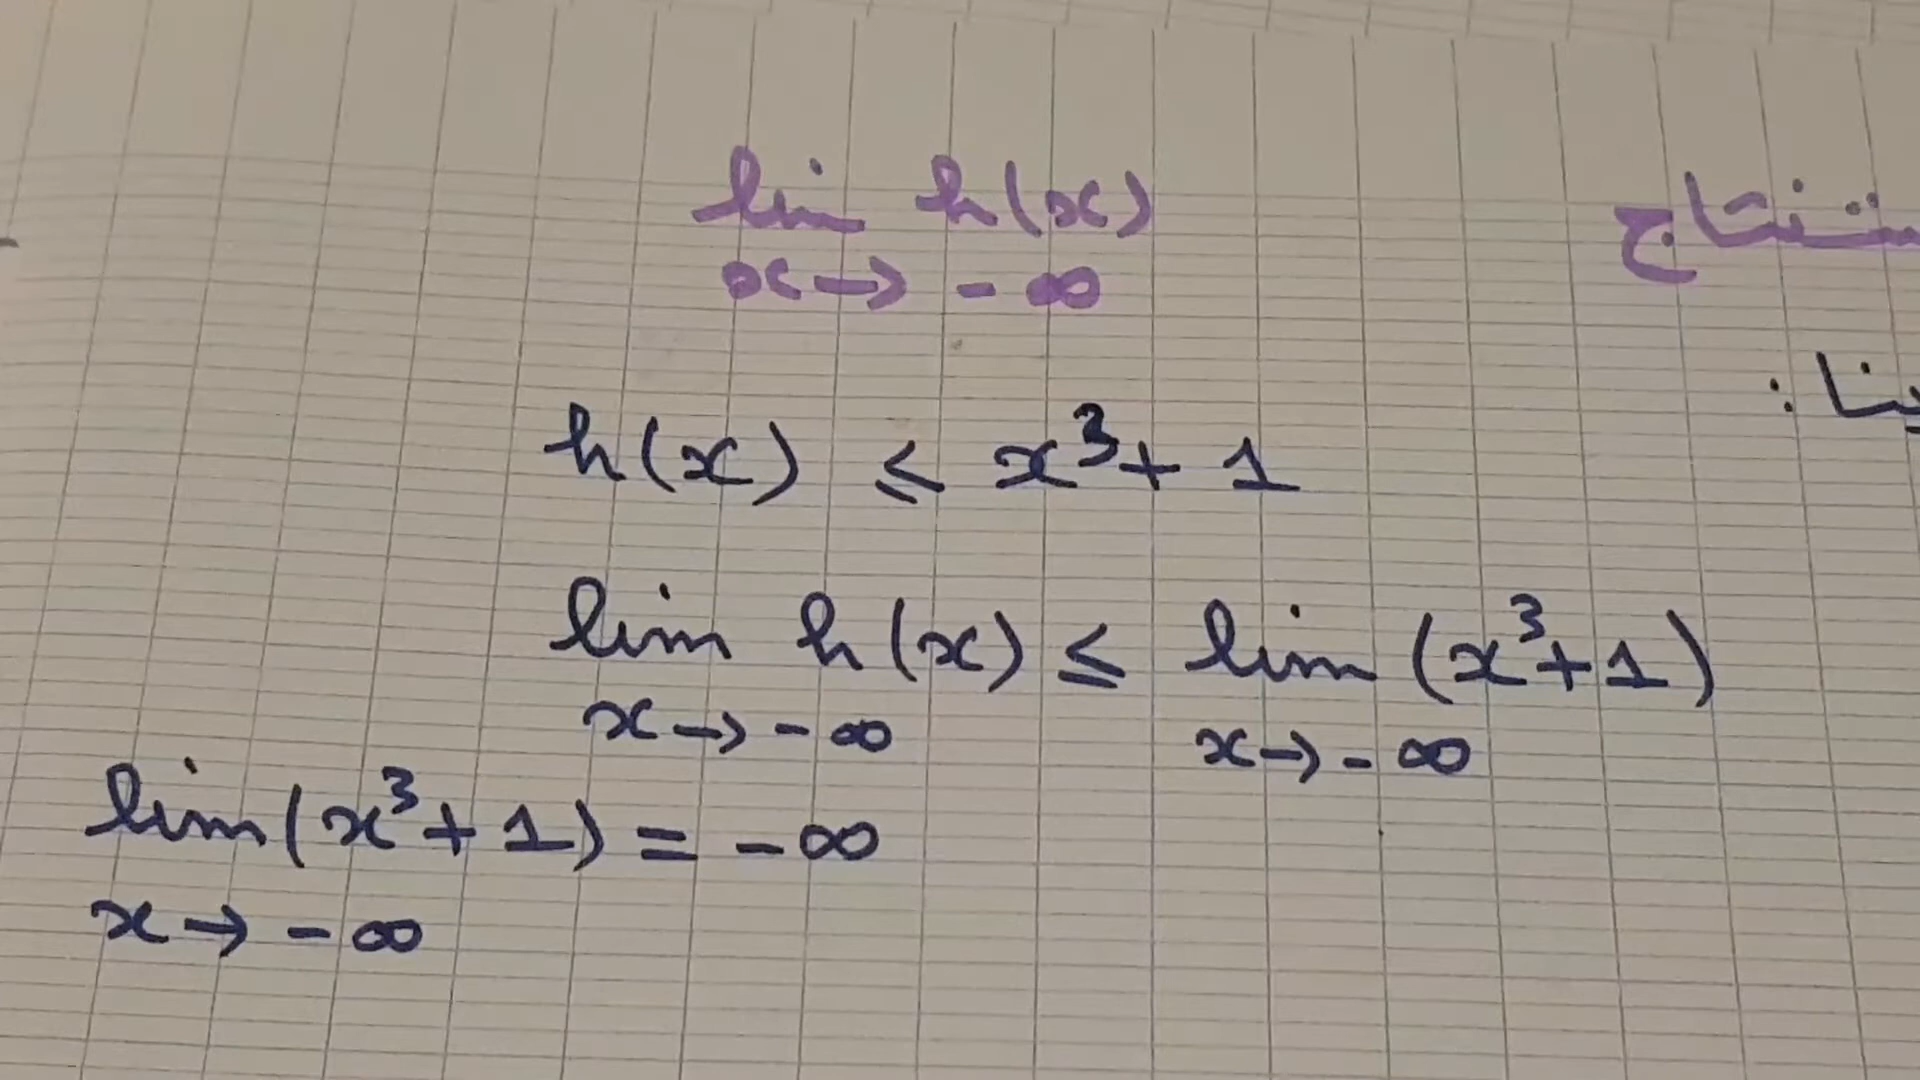 lim h(x)
x → - ∞
h(x) ≤ x³ + 1
lim h(x) ≤ lim (x³ + 1)
x → - ∞ x → - ∞
lim (x³ + 1) = - ∞
x → - ∞